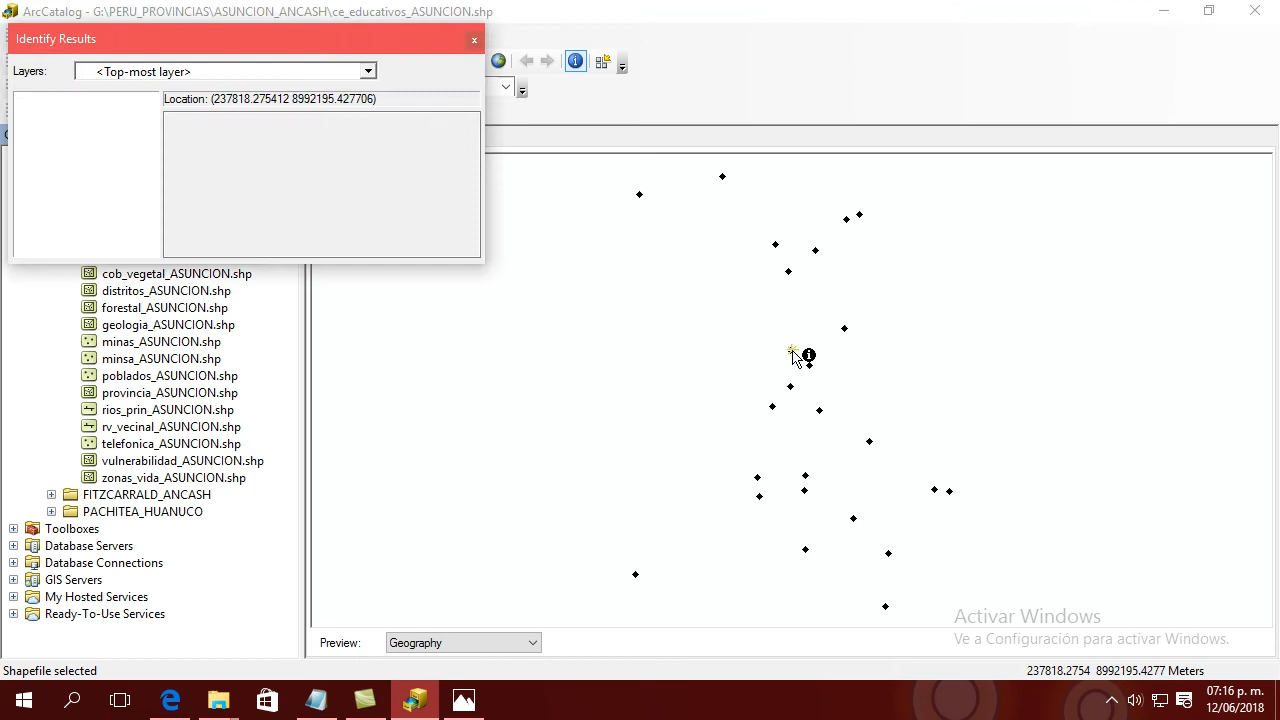 ArcCatalog - G:\PERU_PROVINCIAS\ASUNCION_ANCASH\ce_educativos_ASUNCION.shp
Identify Results
Layers: <Top-most layer>
Location: (237818.275412 8992195.427706)
cob_vegetal_ASUNCION.shp
distritos_ASUNCION.shp
forestal_ASUNCION.shp
geologia_ASUNCION.shp
minas_ASUNCION.shp
minsa_ASUNCION.shp
poblados_ASUNCION.shp
provincia_ASUNCION.shp
rios_prin_ASUNCION.shp
rv_vecinal_ASUNCION.shp
telefonica_ASUNCION.shp
vulnerabilidad_ASUNCION.shp
zonas_vida_ASUNCION.shp
FITZCARRALD_ANCASH
PACHITEA_HUANUCO
Toolboxes
Database Servers
Database Connections
GIS Servers
My Hosted Services
Ready-To-Use Services
Activar Windows
Ve a Configuración para activar Windows.
Preview: Geography
Shapefile selected
237818.2754 8992195.4277 Meters
07:16 p. m.
12/06/2018